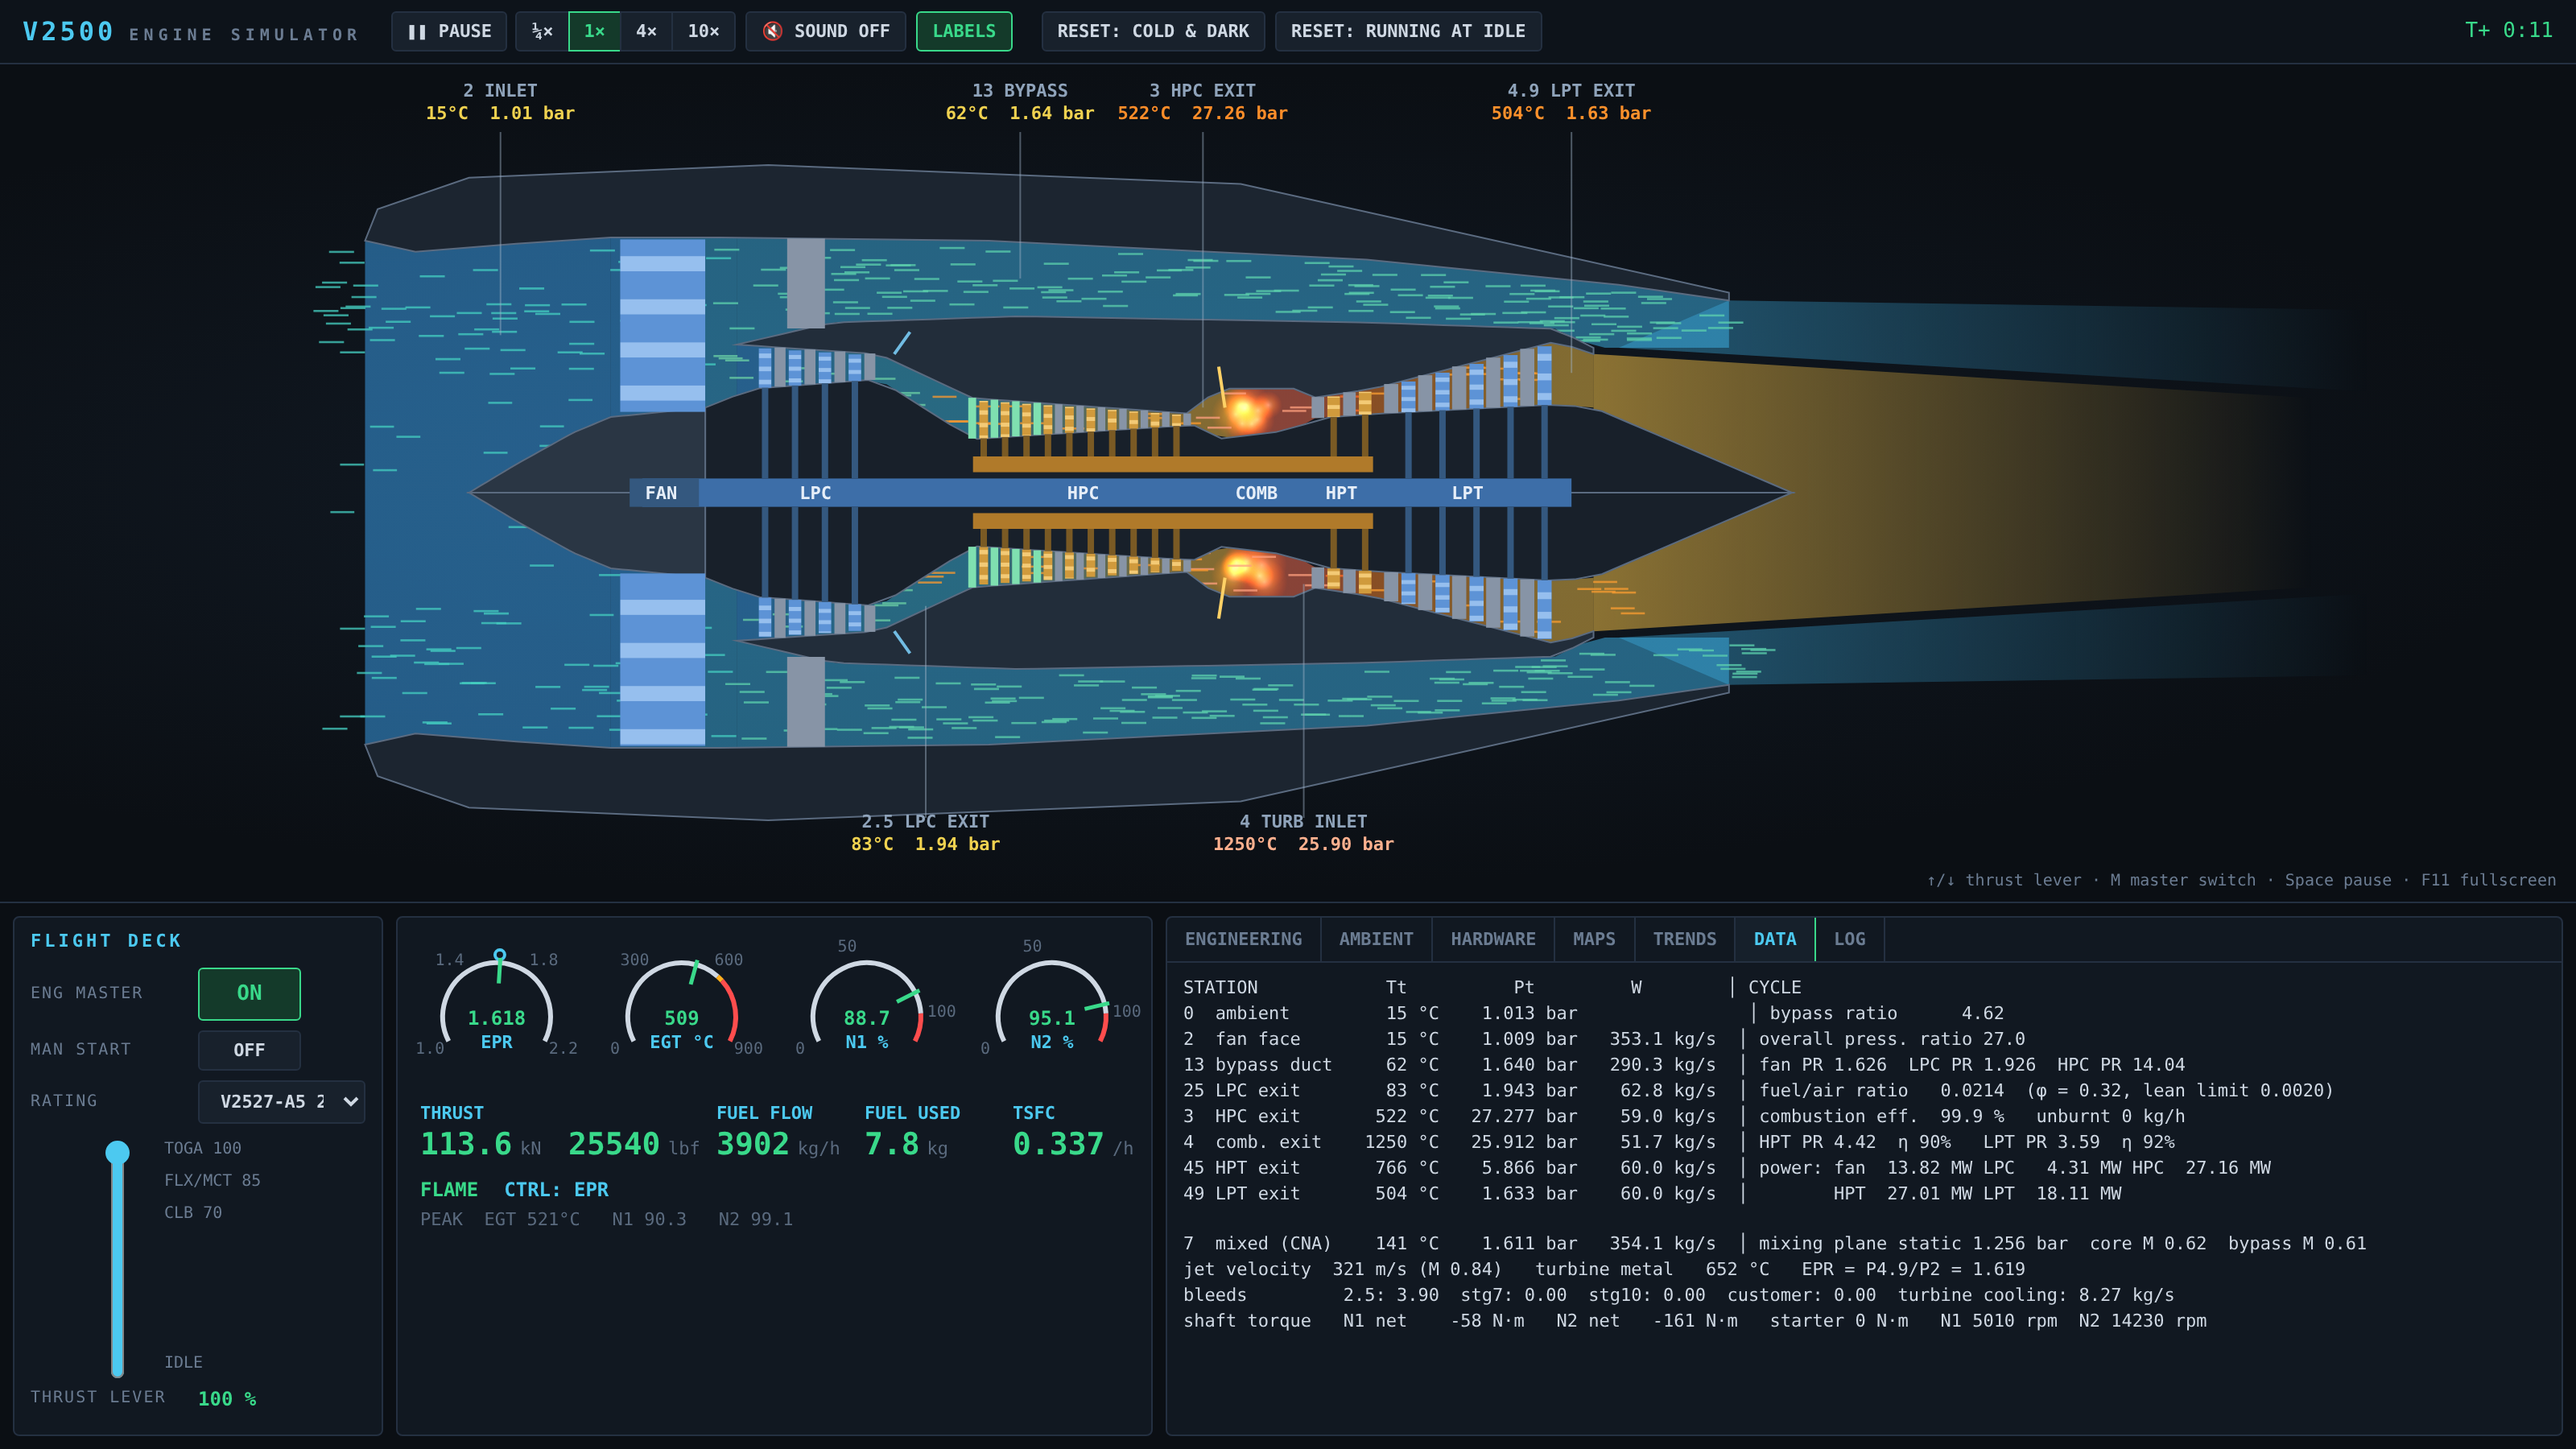 V2500 ENGINE SIMULATOR
❚❚ PAUSE
¼× 1× 4× 10×
🔇 SOUND OFF
LABELS
RESET: COLD & DARK
RESET: RUNNING AT IDLE
T+ 0:11
2 INLET
15°C 1.01 bar
13 BYPASS
62°C 1.64 bar
3 HPC EXIT
522°C 27.26 bar
4.9 LPT EXIT
504°C 1.63 bar
FAN LPC HPC COMB HPT LPT
2.5 LPC EXIT
83°C 1.94 bar
4 TURB INLET
1250°C 25.90 bar
↑/↓ thrust lever · M master switch · Space pause · F11 fullscreen
FLIGHT DECK
ENG MASTER ON
MAN START OFF
RATING V2527-A5 2
TOGA 100
FLX/MCT 85
CLB 70
IDLE
THRUST LEVER 100 %
1.0 1.4 1.8 2.2
1.618
EPR
0 300 600 900
509
EGT °C
0 50 100
88.7
N1 %
0 50 100
95.1
N2 %
THRUST FUEL FLOW FUEL USED TSFC
113.6 kN 25540 lbf 3902 kg/h 7.8 kg 0.337 /h
FLAME CTRL: EPR
PEAK EGT 521°C N1 90.3 N2 99.1
ENGINEERING AMBIENT HARDWARE MAPS TRENDS DATA LOG
STATION Tt Pt W │ CYCLE
0 ambient 15 °C 1.013 bar │ bypass ratio 4.62
2 fan face 15 °C 1.009 bar 353.1 kg/s │ overall press. ratio 27.0
13 bypass duct 62 °C 1.640 bar 290.3 kg/s │ fan PR 1.626 LPC PR 1.926 HPC PR 14.04
25 LPC exit 83 °C 1.943 bar 62.8 kg/s │ fuel/air ratio 0.0214 (φ = 0.32, lean limit 0.0020)
3 HPC exit 522 °C 27.277 bar 59.0 kg/s │ combustion eff. 99.9 % unburnt 0 kg/h
4 comb. exit 1250 °C 25.912 bar 51.7 kg/s │ HPT PR 4.42 η 90% LPT PR 3.59 η 92%
45 HPT exit 766 °C 5.866 bar 60.0 kg/s │ power: fan 13.82 MW LPC 4.31 MW HPC 27.16 MW
49 LPT exit 504 °C 1.633 bar 60.0 kg/s │ HPT 27.01 MW LPT 18.11 MW
7 mixed (CNA) 141 °C 1.611 bar 354.1 kg/s │ mixing plane static 1.256 bar core M 0.62 bypass M 0.61
jet velocity 321 m/s (M 0.84) turbine metal 652 °C EPR = P4.9/P2 = 1.619
bleeds 2.5: 3.90 stg7: 0.00 stg10: 0.00 customer: 0.00 turbine cooling: 8.27 kg/s
shaft torque N1 net -58 N·m N2 net -161 N·m starter 0 N·m N1 5010 rpm N2 14230 rpm